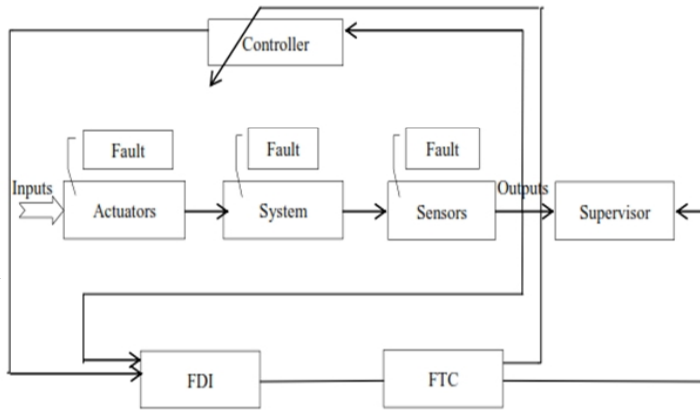 Controller
Fault
Fault
Fault
Inputs
Actuators
System
Sensors
Outputs
Supervisor
FDI
FTC